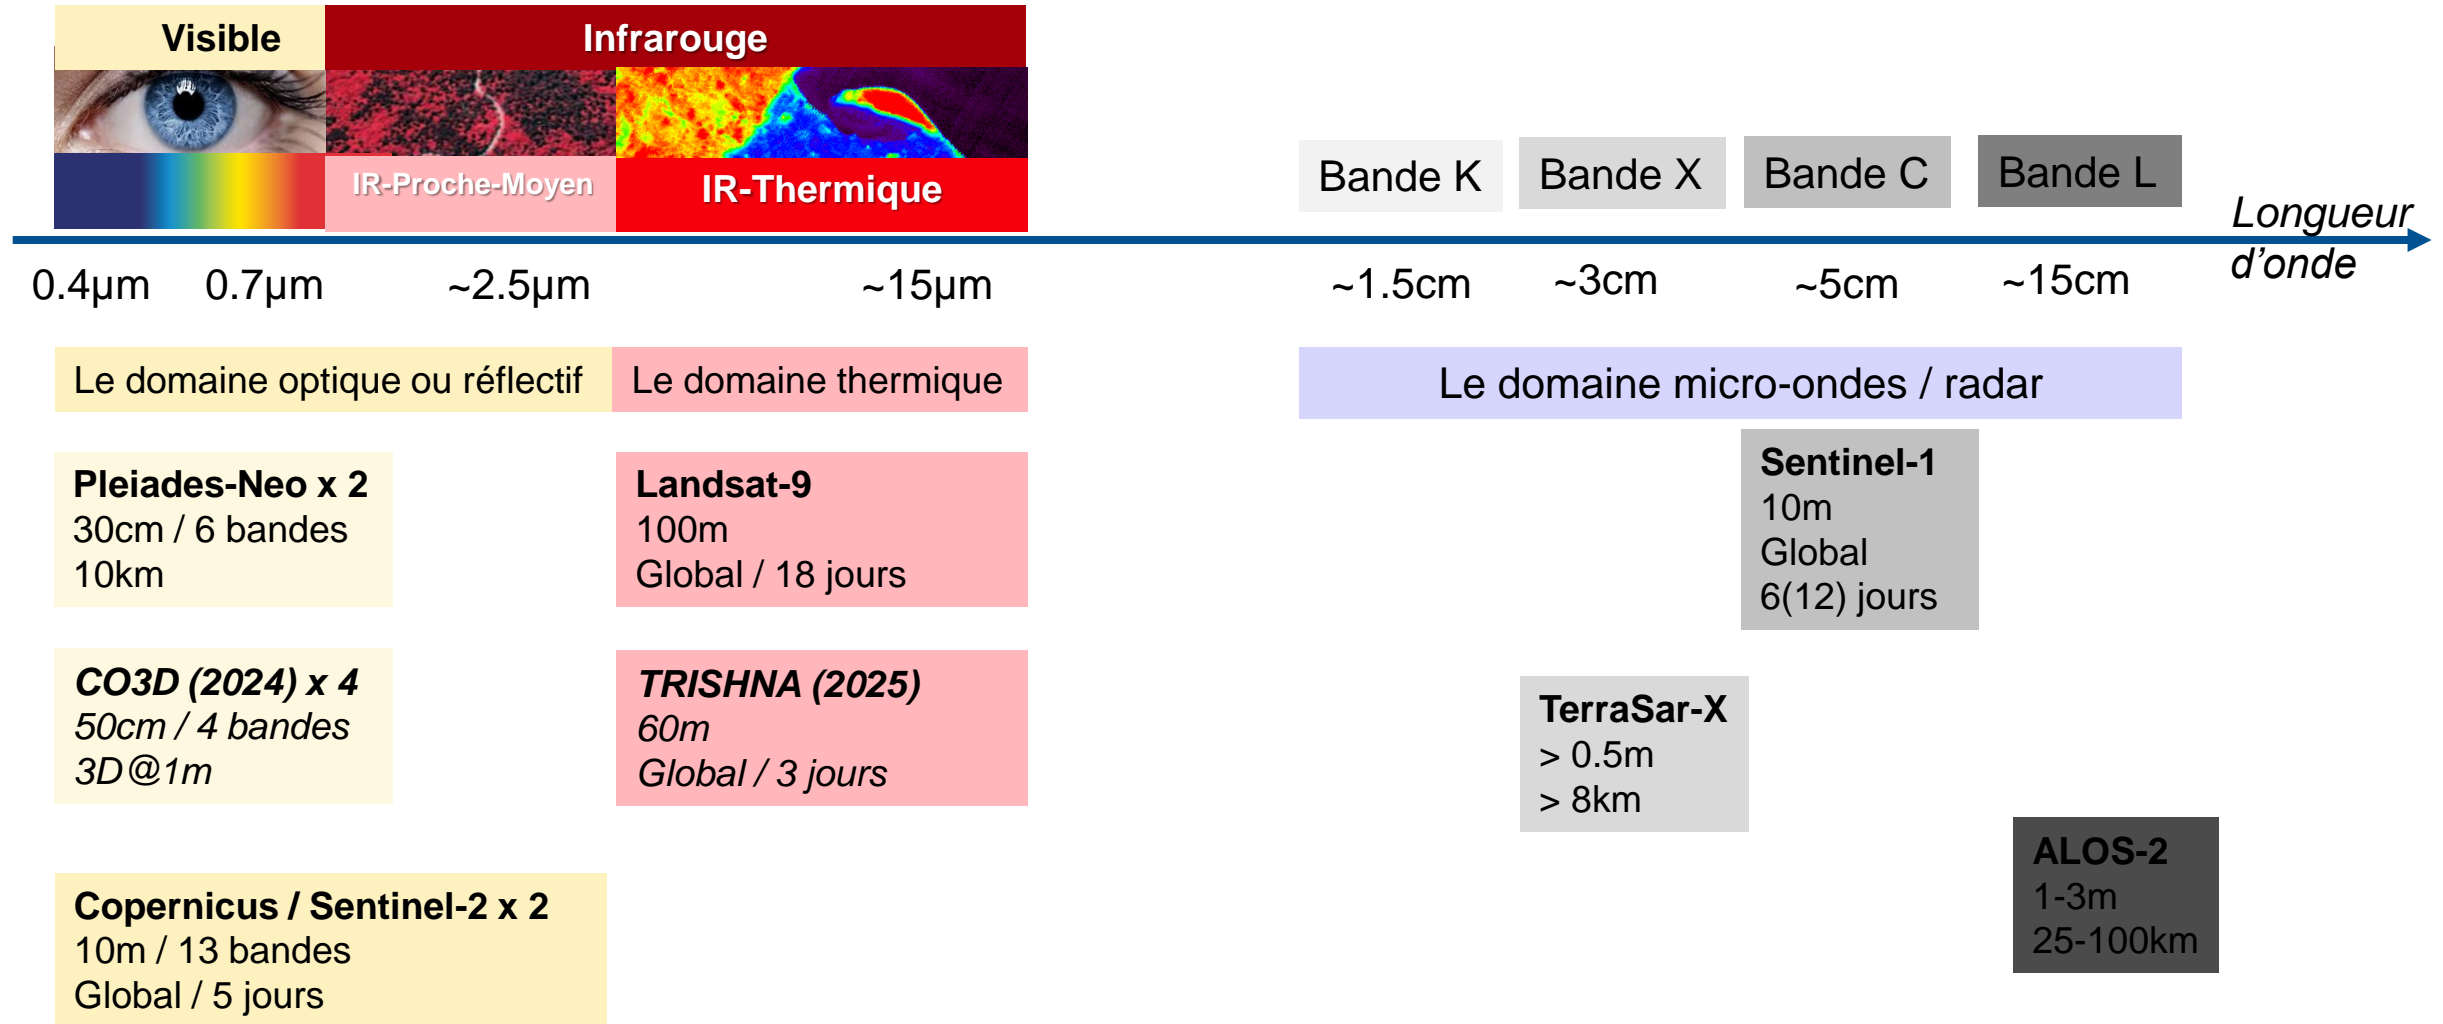 Visible
Infrarouge
IR-Proche-Moyen
IR-Thermique
Bande K
Bande X
Bande C
Bande L
Longueur
d'onde
0.4µm
0.7µm
~2.5µm
~15µm
~1.5cm
~3cm
~5cm
~15cm
Le domaine optique ou réflectif
Le domaine thermique
Le domaine micro-ondes / radar
Pleiades-Neo x 2
30cm / 6 bandes
10km
Landsat-9
100m
Global / 18 jours
Sentinel-1
10m
Global
6(12) jours
CO3D (2024) x 4
50cm / 4 bandes
3D@1m
TRISHNA (2025)
60m
Global / 3 jours
TerraSar-X
> 0.5m
> 8km
ALOS-2
1-3m
25-100km
Copernicus / Sentinel-2 x 2
10m / 13 bandes
Global / 5 jours